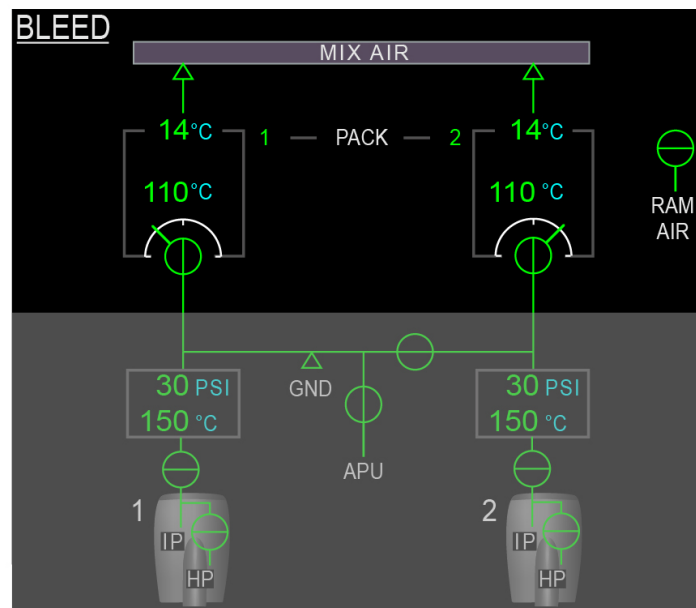 BLEED
MIX AIR
14°C 1 PACK 2 14°C
110°C 110°C
RAM
AIR
30 PSI GND 30 PSI
150°C 150°C
APU
1 2
IP IP
HP HP